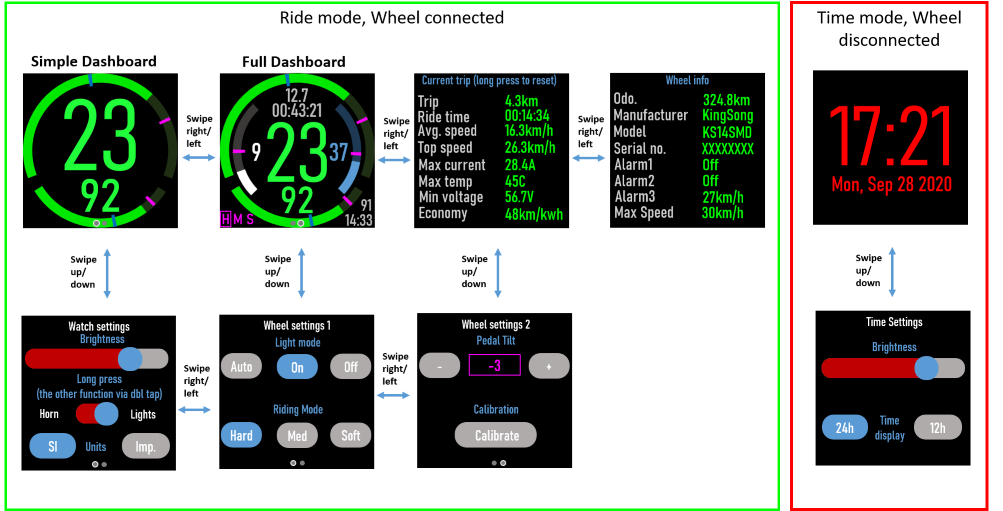 Ride mode, Wheel connected
Time mode, Wheel
disconnected
Simple Dashboard
Full Dashboard
23
92
Swipe
right/
left
12.7
00:43:21
9
23
37
92
H M S
91
14:33
Swipe
right/
left
Current trip (long press to reset)
Trip 4.3km
Ride time 00:14:34
Avg. speed 16.3km/h
Top speed 26.3km/h
Max current 28.4A
Max temp 45C
Min voltage 56.7V
Economy 48km/kwh
Swipe
right/
left
Wheel info
Odo. 324.8km
Manufacturer KingSong
Model KS14SMD
Serial no. XXXXXXXX
Alarm1 Off
Alarm2 Off
Alarm3 27km/h
Max Speed 30km/h
17:21
Mon, Sep 28 2020
Swipe
up/
down
Swipe
up/
down
Swipe
up/
down
Swipe
up/
down
Watch settings
Brightness
Long press
(the other function via dbl tap)
Horn Lights
SI Units Imp.
Swipe
right/
left
Wheel settings 1
Light mode
Auto On Off
Riding Mode
Hard Med Soft
Swipe
right/
left
Wheel settings 2
Pedal Tilt
- -3 +
Calibration
Calibrate
Time Settings
Brightness
24h Time
display 12h